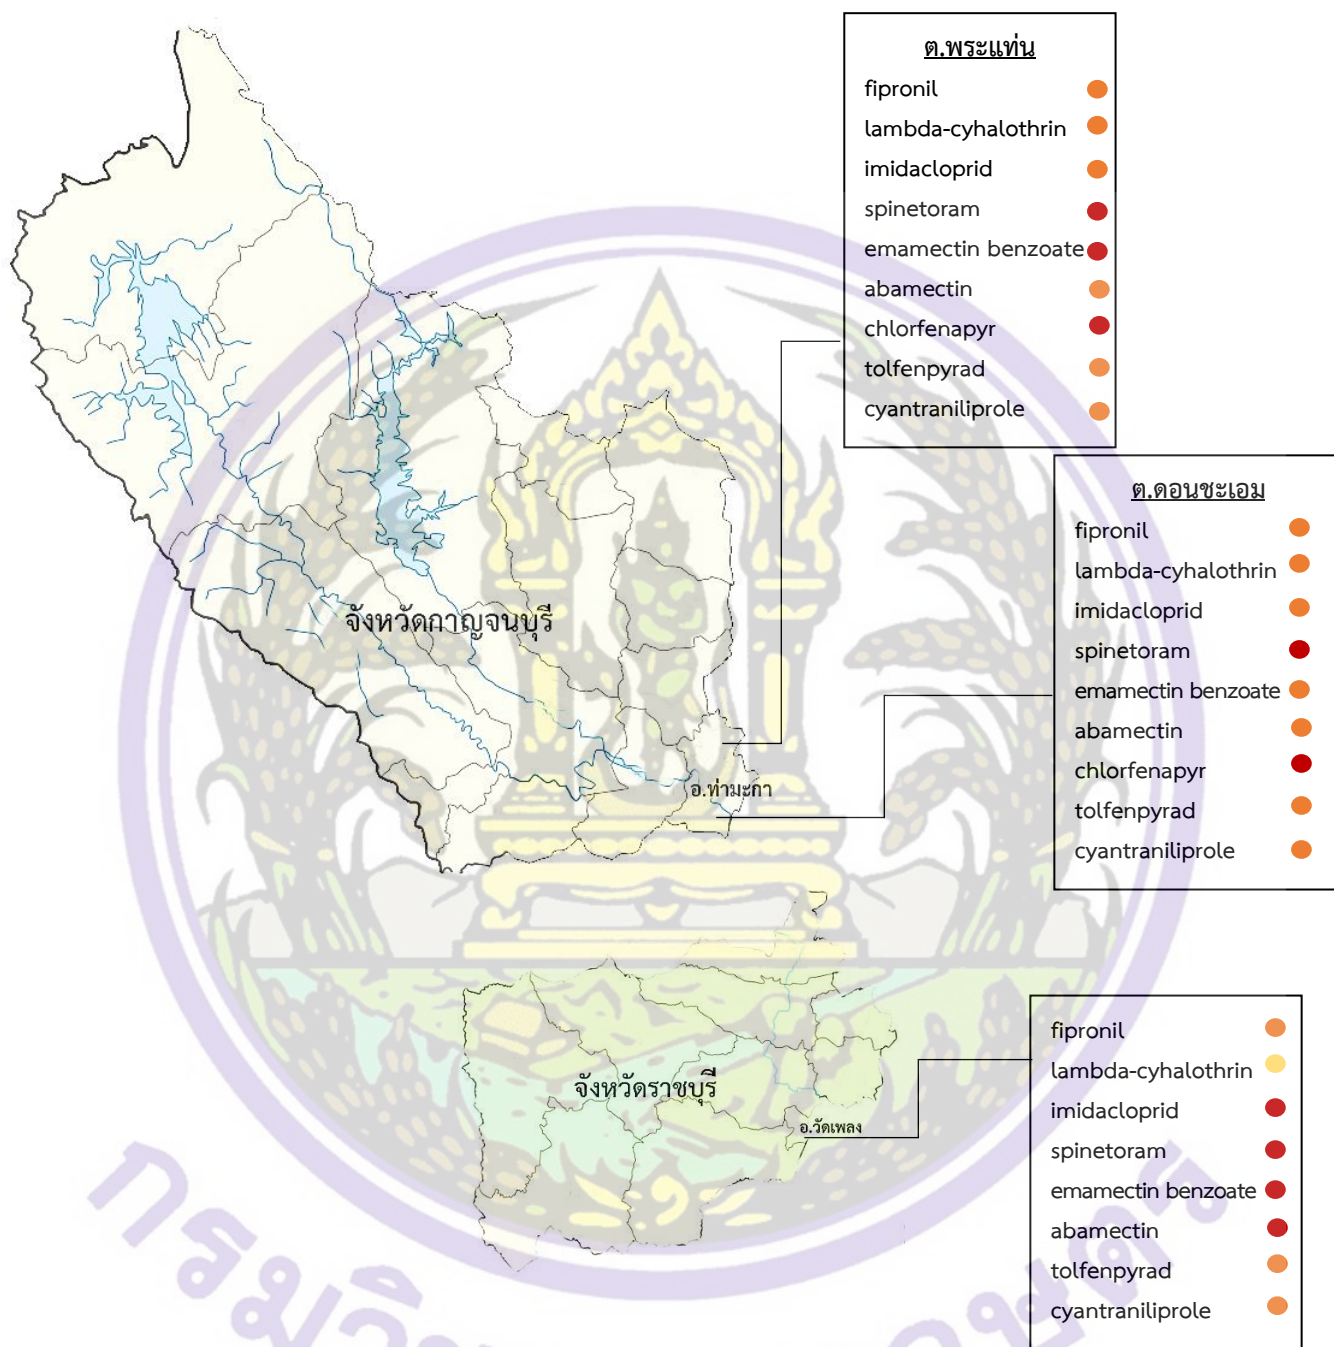 ต.พระแท่น
fipronil
lambda-cyhalothrin
imidacloprid
spinetoram
emamectin benzoate
abamectin
chlorfenapyr
tolfenpyrad
cyantraniliprole
ต.ดอนชะเอม
fipronil
lambda-cyhalothrin
imidacloprid
spinetoram
emamectin benzoate
abamectin
chlorfenapyr
tolfenpyrad
cyantraniliprole
จังหวัดกาญจนบุรี
อ.ท่ามะกา
fipronil
lambda-cyhalothrin
imidacloprid
spinetoram
emamectin benzoate
abamectin
tolfenpyrad
cyantraniliprole
จังหวัดราชบุรี
อ.วัดเพลง